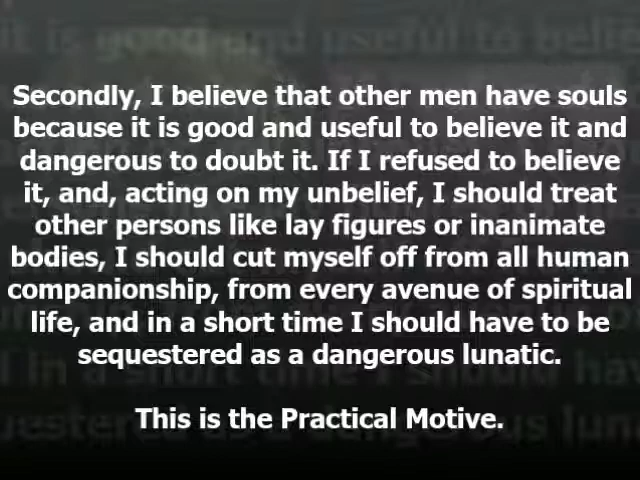 Secondly, I believe that other men have souls
because it is good and useful to believe it and
dangerous to doubt it. If I refused to believe
it, and, acting on my unbelief, I should treat
other persons like lay figures or inanimate
bodies, I should cut myself off from all human
companionship, from every avenue of spiritual
life, and in a short time I should have to be
sequestered as a dangerous lunatic.
This is the Practical Motive.